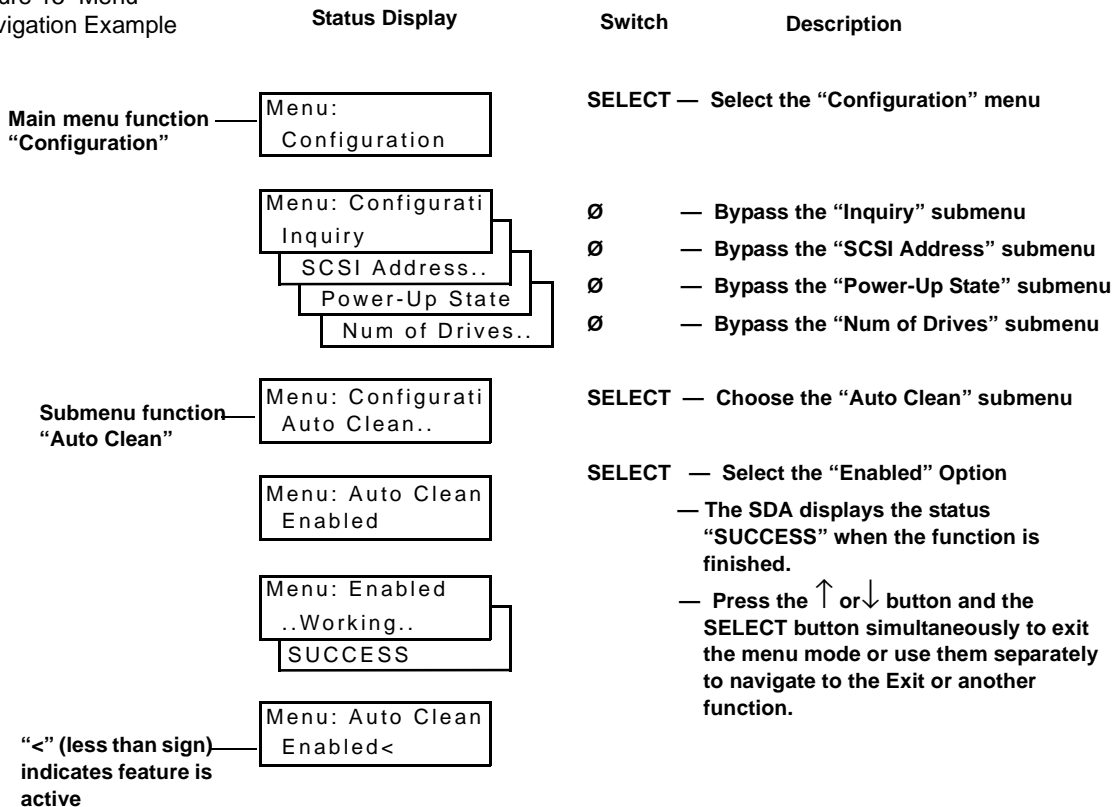 Menu
vigation Example
Status Display
Switch
Description
Main menu function
“Configuration”
Menu:
Configuration
SELECT — Select the “Configuration” menu
Menu: Configurati
Inquiry
SCSI Address..
Power-Up State
Num of Drives..
Ø — Bypass the “Inquiry” submenu
Ø — Bypass the “SCSI Address” submenu
Ø — Bypass the “Power-Up State” submenu
Ø — Bypass the “Num of Drives” submenu
Submenu function
“Auto Clean”
Menu: Configurati
Auto Clean..
SELECT — Choose the “Auto Clean” submenu
Menu: Auto Clean
Enabled
SELECT — Select the “Enabled” Option
— The SDA displays the status
“SUCCESS” when the function is
finished.
Menu: Enabled
..Working..
SUCCESS
— Press the ↑ or↓ button and the
SELECT button simultaneously to exit
the menu mode or use them separately
to navigate to the Exit or another
function.
“<” (less than sign)
indicates feature is
active
Menu: Auto Clean
Enabled<